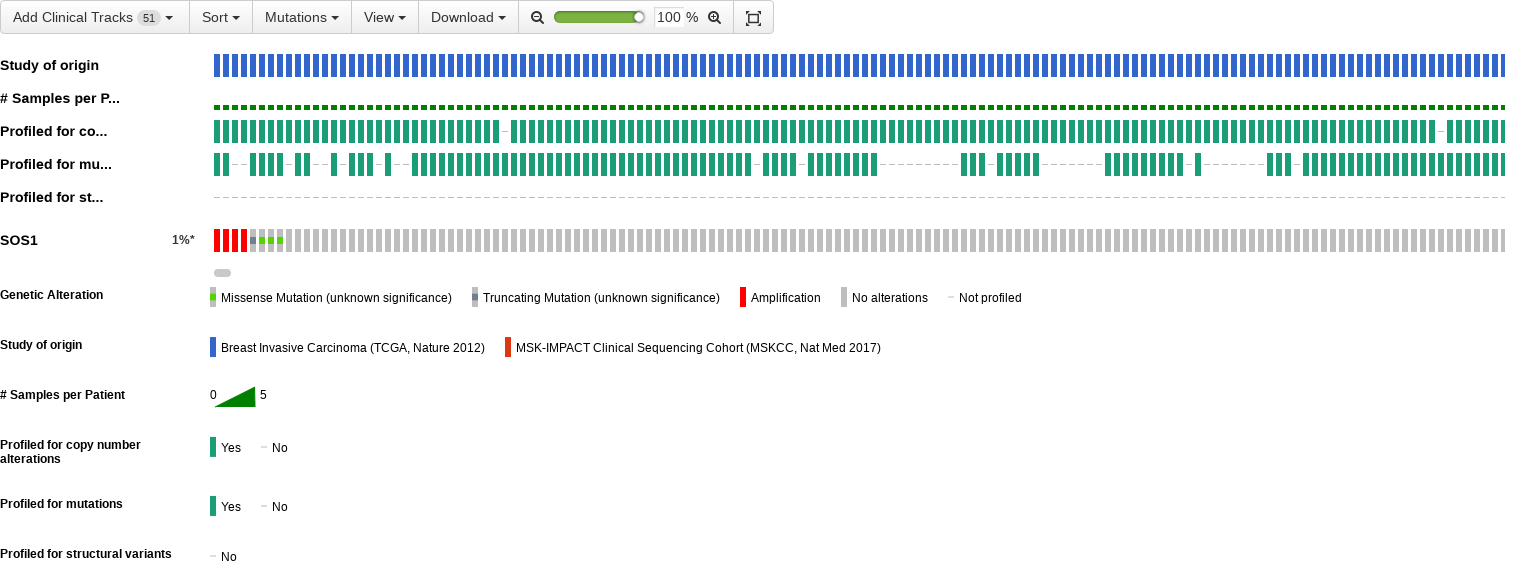 Add Clinical Tracks 51 Sort Mutations View Download 100 %
Study of origin
# Samples per P...
Profiled for co...
Profiled for mu...
Profiled for st...
SOS1 1%*
Genetic Alteration Missense Mutation (unknown significance) Truncating Mutation (unknown significance) Amplification No alterations Not profiled
Study of origin Breast Invasive Carcinoma (TCGA, Nature 2012) MSK-IMPACT Clinical Sequencing Cohort (MSKCC, Nat Med 2017)
# Samples per Patient 0 5
Profiled for copy number Yes No
alterations
Profiled for mutations Yes No
Profiled for structural variants No